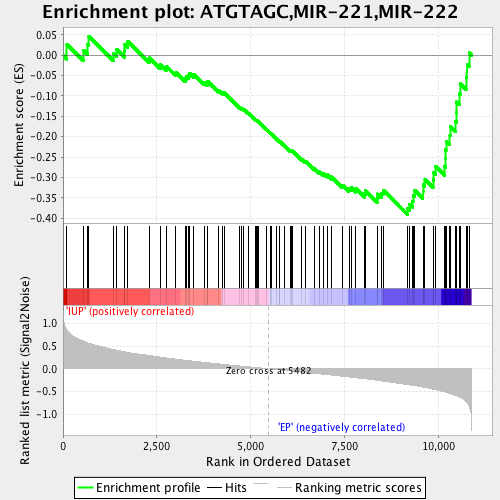 Enrichment plot: ATGTAGC,MIR-221,MIR-222
Enrichment score (ES)
0.05
0.00
-0.05
-0.10
-0.15
-0.20
-0.25
-0.30
-0.35
-0.40
Ranked list metric (Signal2Noise)
1.0
0.5
0.0
-0.5
-1.0
'IUP' (positively correlated)
Zero cross at 5482
'EP' (negatively correlated)
0
2,500
5,000
7,500
10,000
Rank in Ordered Dataset
Enrichment profile
Hits
Ranking metric scores